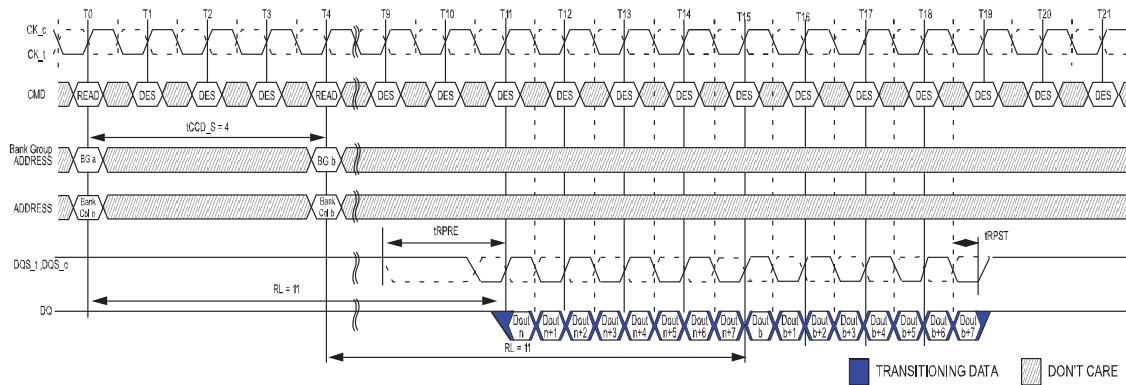 T0 T1 T2 T3 T4 T9 T10 T11 T12 T13 T14 T15 T16 T17 T18 T19 T20 T21
CK_c
CK_t
CMD READ DES DES DES READ DES DES DES DES DES DES DES DES DES DES DES DES DES
tCCD_S = 4
Bank Group
ADDRESS BG a BG b
ADDRESS Bank Col n Bank Col b
tRPRE tRPST
DQS_t ,DQS_c
RL = 11
DQ Dout n Dout n+1 Dout n+2 Dout n+3 Dout n+4 Dout n+5 Dout n+6 Dout n+7 Dout b Dout b+1 Dout b+2 Dout b+3 Dout b+4 Dout b+5 Dout b+6 Dout b+7
RL = 11
TRANSITIONING DATA DON'T CARE